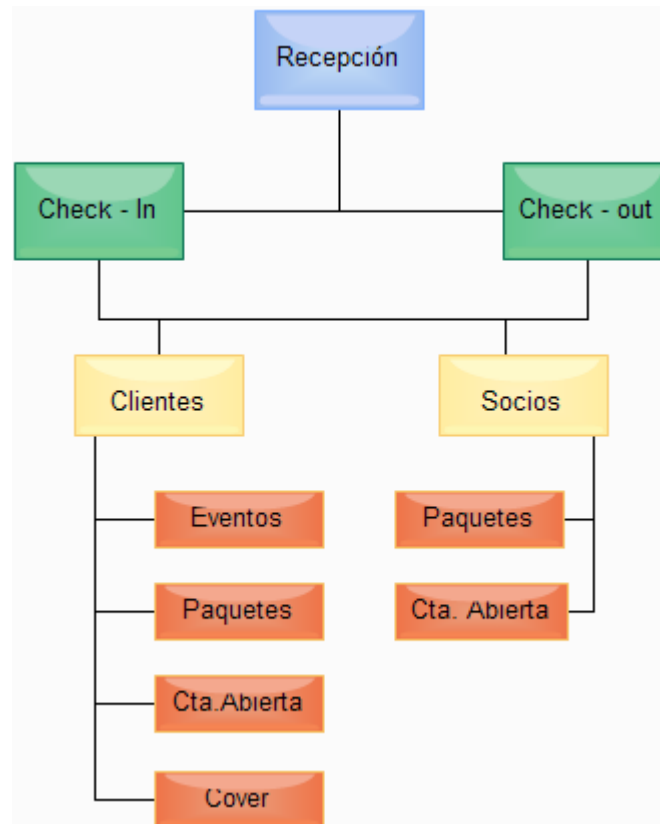 Recepción
Check - In
Check - out
Clientes
Socios
Eventos
Paquetes
Paquetes
Cta. Abierta
Cta.Abierta
Cover